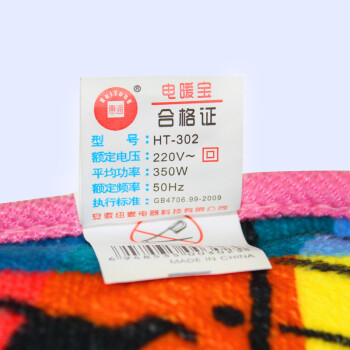 电暖宝
合格证
型 号： HT-302
额定电压： 220V～
平均功率： 350W
额定频率： 50Hz
执行标准： GB4706.99-2009
MADE IN CHINA